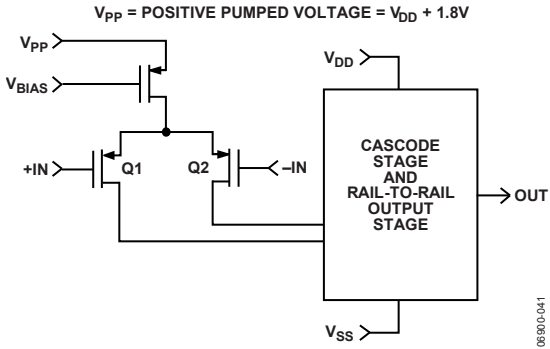 VPP = POSITIVE PUMPED VOLTAGE = VDD + 1.8V
VPP
VDD
VBIAS
+IN
Q1
Q2
–IN
CASCODE
STAGE
AND
RAIL-TO-RAIL
OUTPUT
STAGE
OUT
VSS
06900-041